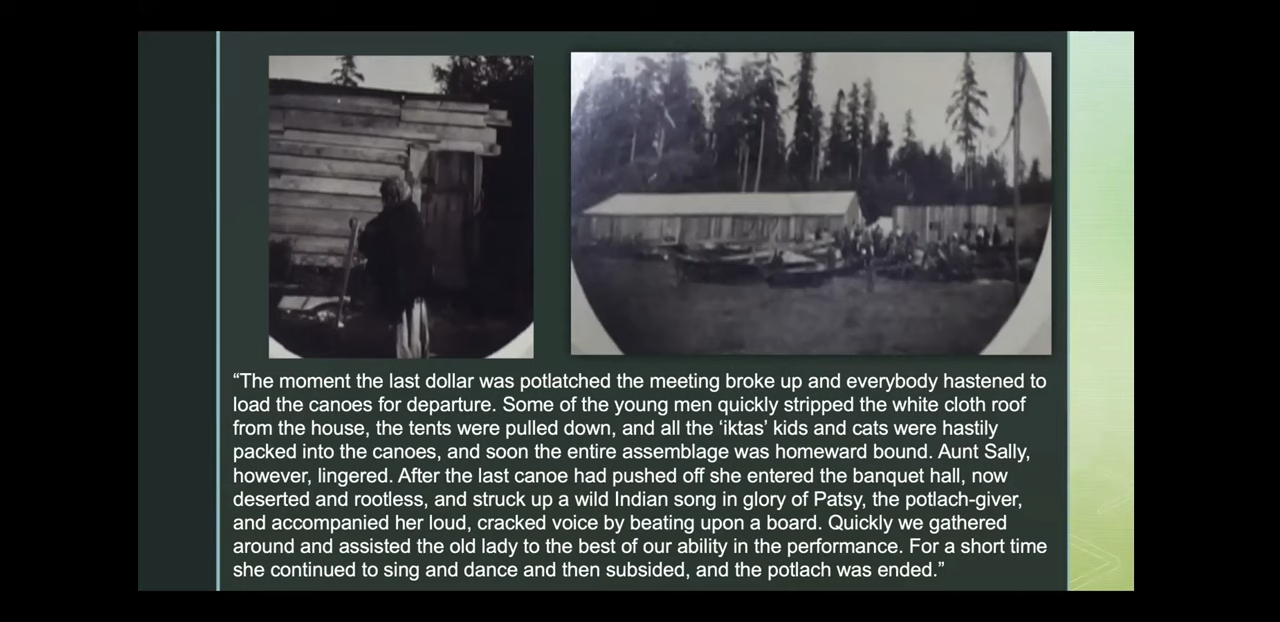 “The moment the last dollar was potlatched the meeting broke up and everybody hastened to
load the canoes for departure. Some of the young men quickly stripped the white cloth roof
from the house, the tents were pulled down, and all the ‘iktas’ kids and cats were hastily
packed into the canoes, and soon the entire assemblage was homeward bound. Aunt Sally,
however, lingered. After the last canoe had pushed off she entered the banquet hall, now
deserted and rootless, and struck up a wild Indian song in glory of Patsy, the potlach-giver,
and accompanied her loud, cracked voice by beating upon a board. Quickly we gathered
around and assisted the old lady to the best of our ability in the performance. For a short time
she continued to sing and dance and then subsided, and the potlach was ended.”